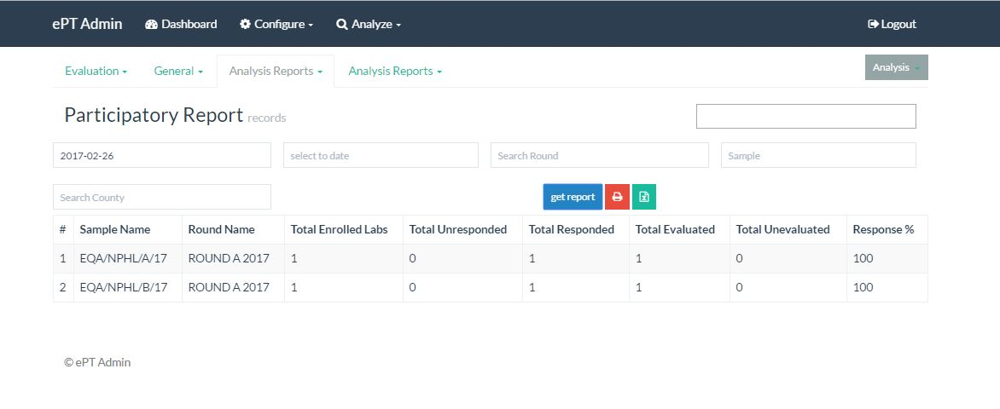 ePT Admin Dashboard Configure Analyze Logout
Evaluation General Analysis Reports Analysis Reports Analysis
Participatory Report records
2017-02-26 select to date Search Round Sample
Search County get report
# Sample Name Round Name Total Enrolled Labs Total Unresponded Total Responded Total Evaluated Total Unevaluated Response %
1 EQA/NPHL/A/17 ROUND A 2017 1 0 1 1 0 100
2 EQA/NPHL/B/17 ROUND A 2017 1 0 1 1 0 100
© ePT Admin